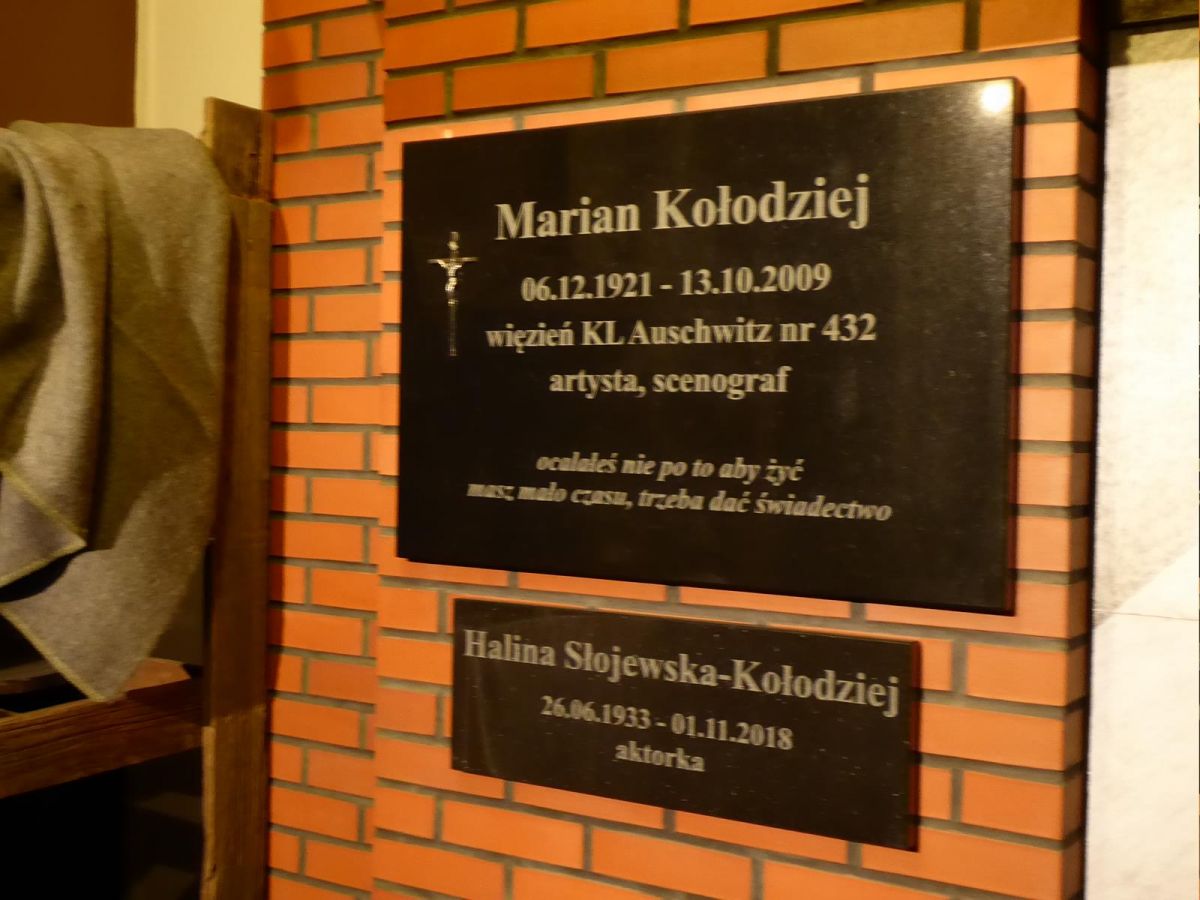 Marian Kołodziej
06.12.1921 - 13.10.2009
więzień KL Auschwitz nr 432
artysta, scenograf
ocalałeś nie po to aby żyć
masz mało czasu, trzeba dać świadectwo
Halina Słojewska-Kołodziej
26.06.1933 - 01.11.2018
aktorka